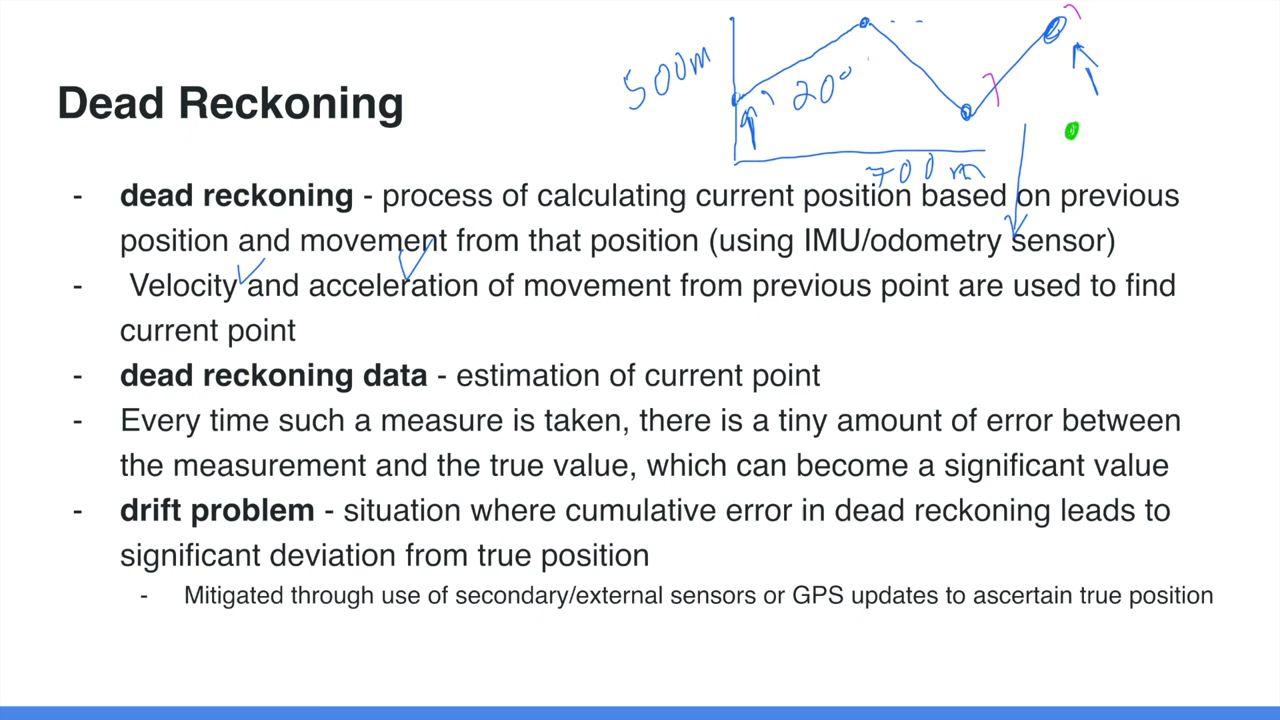 500m
20°
700m
Dead Reckoning
- dead reckoning - process of calculating current position based on previous
position and movement from that position (using IMU/odometry sensor)
- Velocity and acceleration of movement from previous point are used to find
current point
- dead reckoning data - estimation of current point
- Every time such a measure is taken, there is a tiny amount of error between
the measurement and the true value, which can become a significant value
- drift problem - situation where cumulative error in dead reckoning leads to
significant deviation from true position
- Mitigated through use of secondary/external sensors or GPS updates to ascertain true position